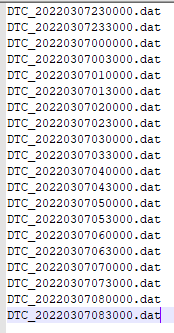 DTC_20220307230000.dat
DTC_20220307233000.dat
DTC_20220307000000.dat
DTC_20220307003000.dat
DTC_20220307010000.dat
DTC_20220307013000.dat
DTC_20220307020000.dat
DTC_20220307023000.dat
DTC_20220307030000.dat
DTC_20220307033000.dat
DTC_20220307040000.dat
DTC_20220307043000.dat
DTC_20220307050000.dat
DTC_20220307053000.dat
DTC_20220307060000.dat
DTC_20220307063000.dat
DTC_20220307070000.dat
DTC_20220307073000.dat
DTC_20220307080000.dat
DTC_20220307083000.dat